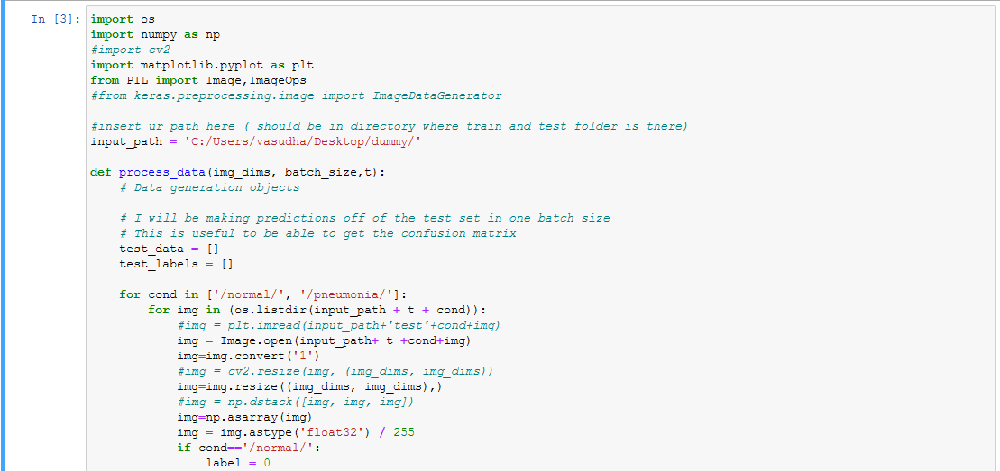 In [3]:
import os
import numpy as np
#import cv2
import matplotlib.pyplot as plt
from PIL import Image,ImageOps
#from keras.preprocessing.image import ImageDataGenerator

#insert ur path here ( should be in directory where train and test folder is there)
input_path = 'C:/Users/vasudha/Desktop/dummy/'

def process_data(img_dims, batch_size,t):
    # Data generation objects

    # I will be making predictions off of the test set in one batch size
    # This is useful to be able to get the confusion matrix
    test_data = []
    test_labels = []

    for cond in ['/normal/', '/pneumonia/']:
        for img in (os.listdir(input_path + t + cond)):
            #img = plt.imread(input_path+'test'+cond+img)
            img = Image.open(input_path+ t +cond+img)
            img=img.convert('1')
            #img = cv2.resize(img, (img_dims, img_dims))
            img=img.resize((img_dims, img_dims),)
            #img = np.dstack([img, img, img])
            img=np.asarray(img)
            img = img.astype('float32') / 255
            if cond=='/normal/':
                label = 0